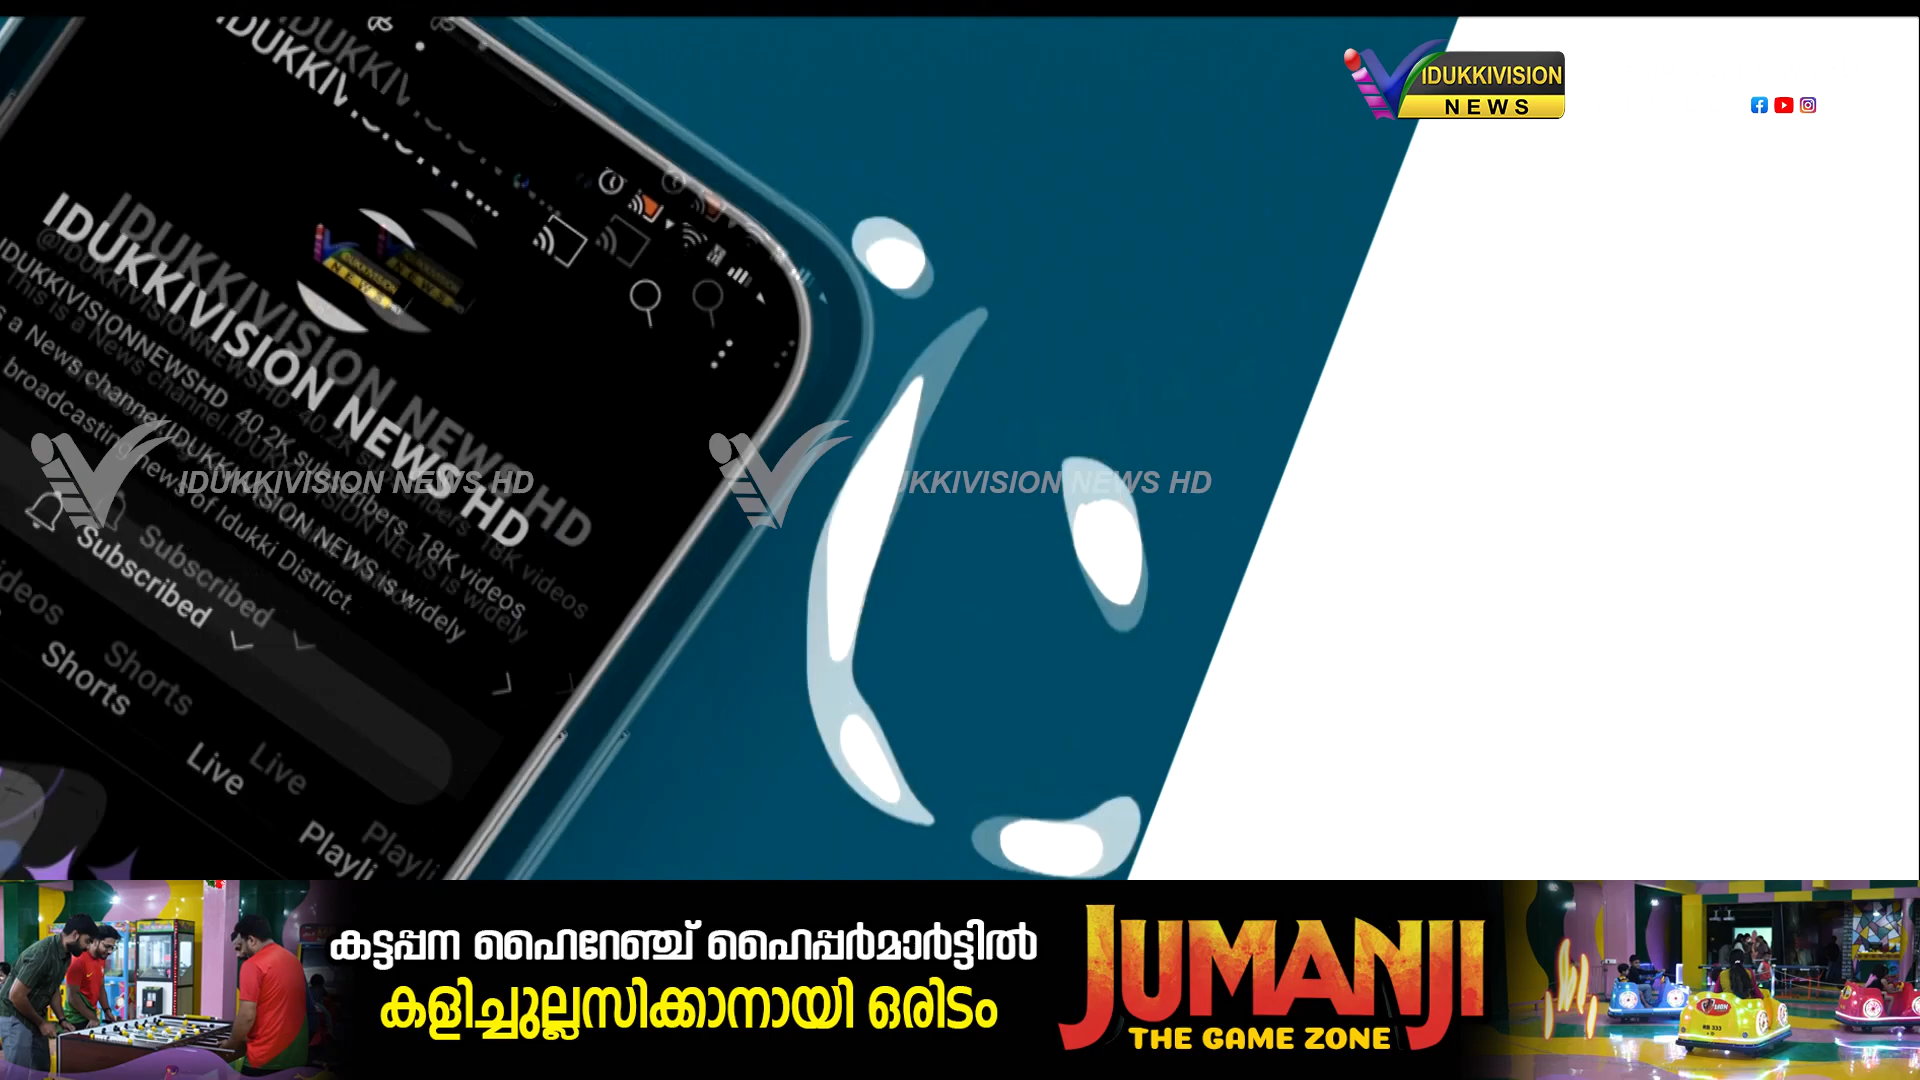 IDUKKIVISION
NEWS
IDUKKIVISION NEWS HD
@IDUKKIVISIONNEWSHD 40.2K subscribers 18K videos
This is a News channel.IDUKKIVISION NEWS is widely
broadcasting news of Idukki District.
Subscribed
Videos
Shorts
Live
IDUKKIVISION NEWS HD
IDUKKIVISION NEWS HD
കട്ടപ്പന ഹൈറേഞ്ച് ഹൈപ്പർമാർട്ടിൽ
കളിച്ചുല്ലസിക്കാനായി ഒരിടം
JUMANJI
THE GAME ZONE